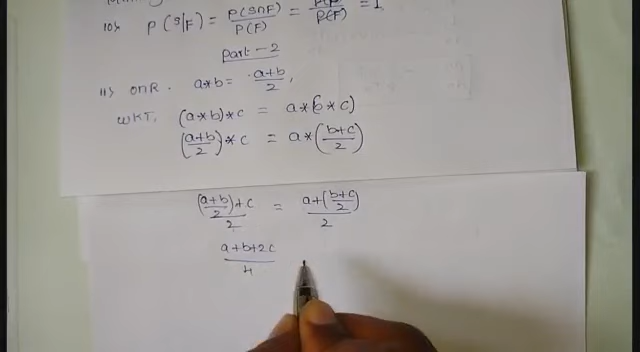 10) P(S|F) = P(S∩F)/P(F) = P(F)/P(F) = 1
Part-2
11) on R. a*b = a+b/2,
WKT, (a*b)*c = a*(b*c)
(a+b/2)*c = a*(b+c/2)
(a+b/2)+c/2 = a+(b+c/2)/2
a+b+2c/4